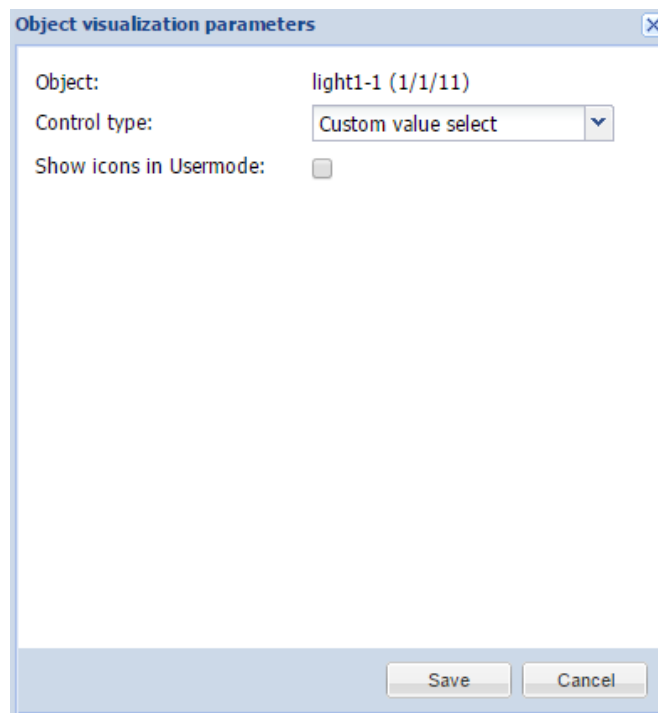 Object visualization parameters
Object: light1-1 (1/1/11)
Control type: Custom value select
Show icons in Usermode:
Save Cancel